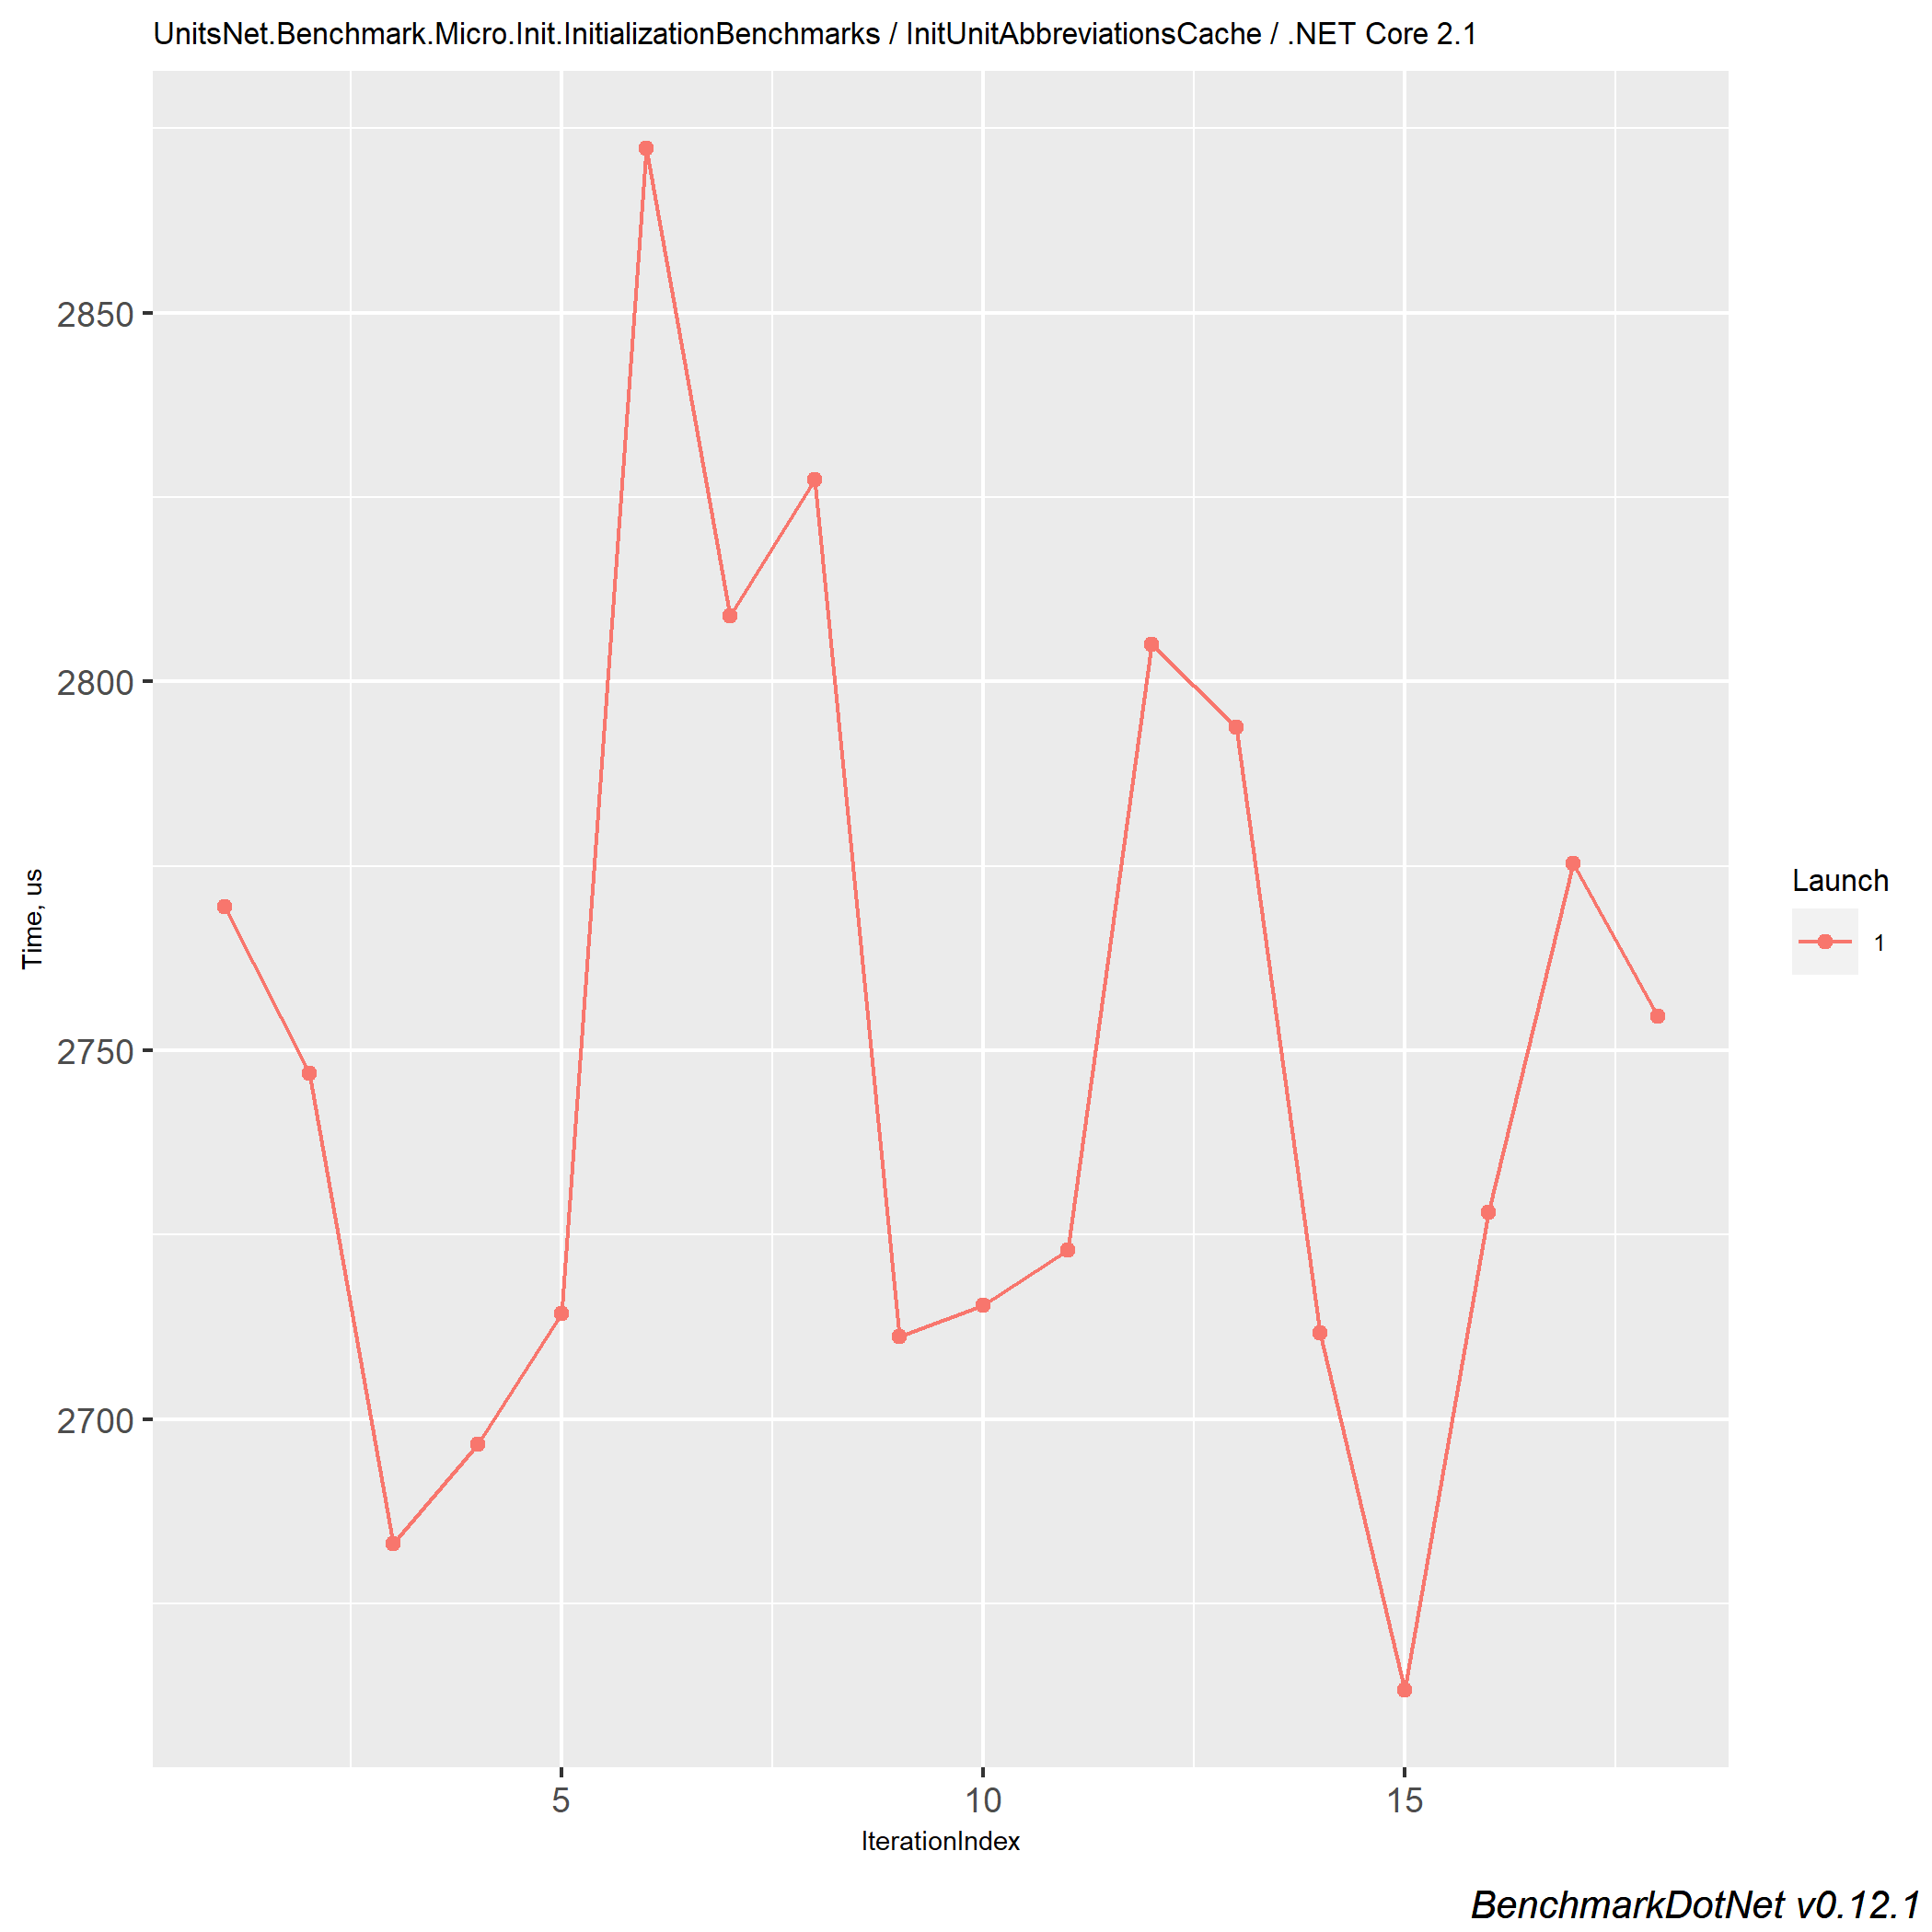 UnitsNet.Benchmark.Micro.Init.InitializationBenchmarks / InitUnitAbbreviationsCache / .NET Core 2.1
2850
2800
2750
2700
Time, us
5
10
15
IterationIndex
Launch
1
BenchmarkDotNet v0.12.1